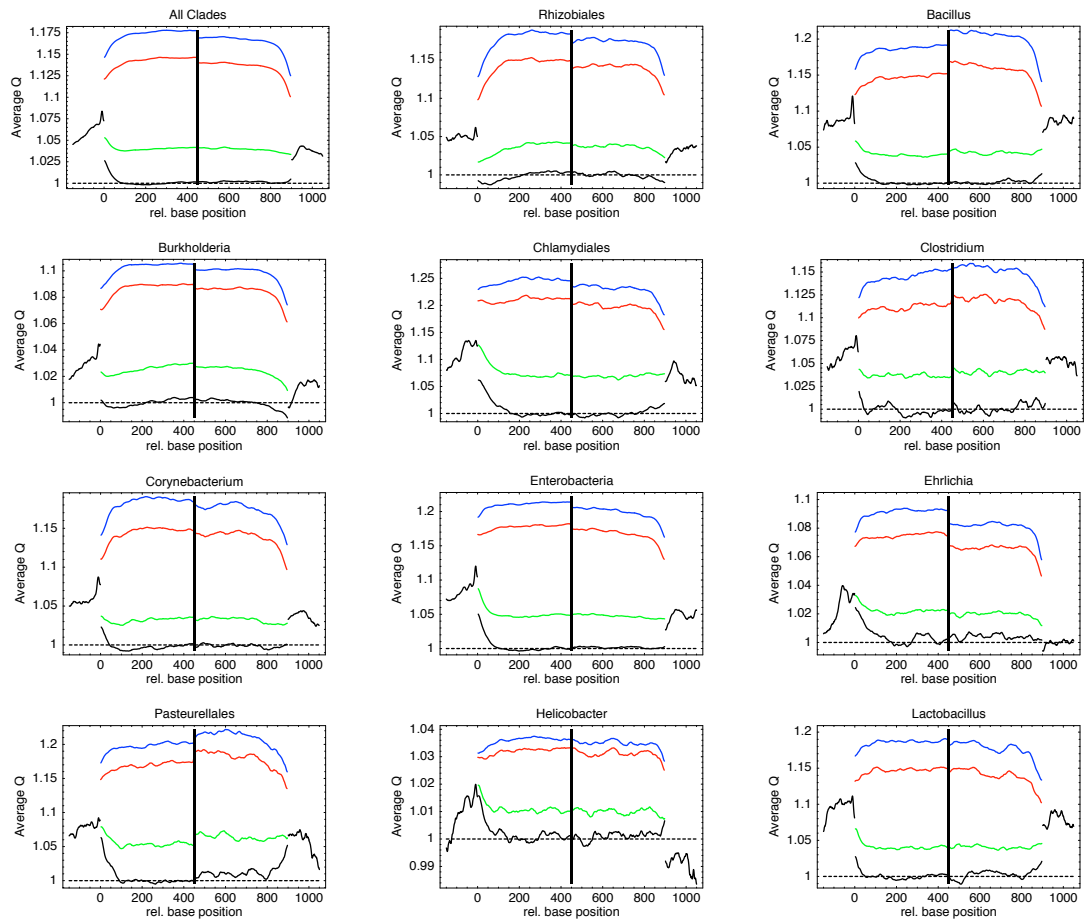 All Clades
Average Q
1.175
1.15
1.125
1.1
1.075
1.05
1.025
1
0 200 400 600 800 1000
rel. base position
Rhizobiales
Average Q
1.15
1.1
1.05
1
0 200 400 600 800 1000
rel. base position
Bacillus
Average Q
1.2
1.15
1.1
1.05
1
0 200 400 600 800 1000
rel. base position
Burkholderia
Average Q
1.1
1.08
1.06
1.04
1.02
1
0 200 400 600 800 1000
rel. base position
Chlamydiales
Average Q
1.25
1.2
1.15
1.1
1.05
1
0 200 400 600 800 1000
rel. base position
Clostridium
Average Q
1.15
1.125
1.1
1.075
1.05
1.025
1
0 200 400 600 800 1000
rel. base position
Corynebacterium
Average Q
1.15
1.1
1.05
1
0 200 400 600 800 1000
rel. base position
Enterobacteria
Average Q
1.2
1.15
1.1
1.05
1
0 200 400 600 800 1000
rel. base position
Ehrlichia
Average Q
1.1
1.08
1.06
1.04
1.02
1
0 200 400 600 800 1000
rel. base position
Pasteurellales
Average Q
1.2
1.15
1.1
1.05
1
0 200 400 600 800 1000
rel. base position
Helicobacter
Average Q
1.04
1.03
1.02
1.01
1
0.99
0 200 400 600 800 1000
rel. base position
Lactobacillus
Average Q
1.2
1.15
1.1
1.05
1
0 200 400 600 800 1000
rel. base position